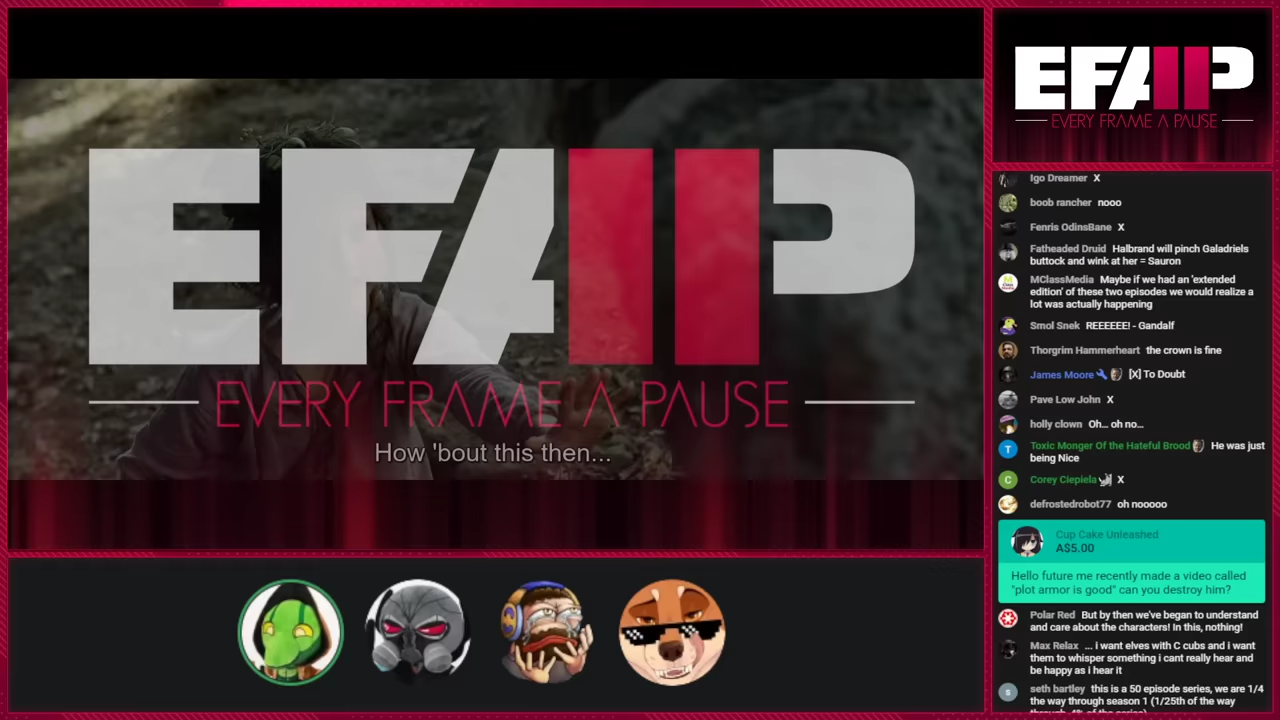 EFAP
EVERY FRAME A PAUSE
How 'bout this then...
EFAP
EVERY FRAME A PAUSE
Igo Dreamer X
boob rancher nooo
Fenris OdinsBane X
Fatheaded Druid Halbrand will pinch Galadriels
buttock and wink at her = Sauron
MClassMedia Maybe if we had an 'extended
edition' of these two episodes we would realize a
lot was actually happening
Smol Snek REEEEEE! - Gandalf
Thorgrim Hammerheart the crown is fine
James Moore [X] To Doubt
Pave Low John X
holly clown Oh... oh no...
T
Toxic Monger Of the Hateful Brood He was just
being Nice
C
Corey Ciepiela X
defrostedrobot77 oh nooooo
Cup Cake Unleashed
A$5.00
Hello future me recently made a video called
"plot armor is good" can you destroy him?
Polar Red But by then we've began to understand
and care about the characters! In this, nothing!
Max Relax ... i want elves with C cubs and i want
them to whisper something i cant really hear and
be happy as i hear it
s
seth bartley this is a 50 episode series, we are 1/4
the way through season 1 (1/25th of the way
through, 4% of the series)